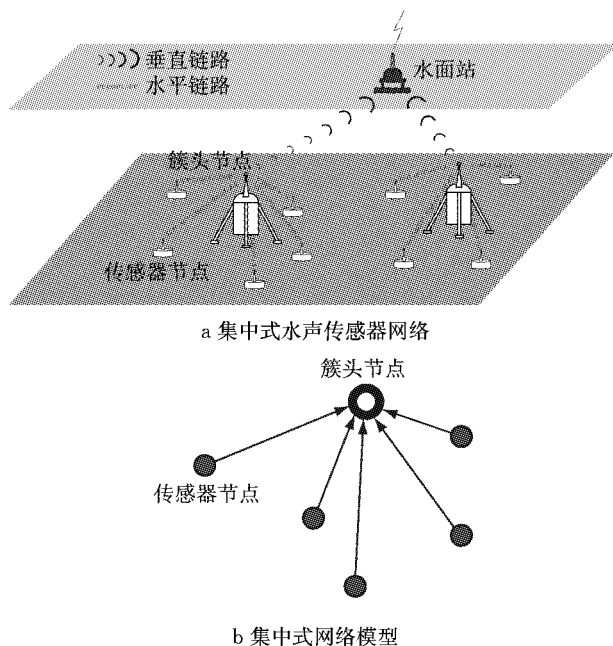 垂直链路
水平链路
水面站
簇头节点
传感器节点
a 集中式水声传感器网络
簇头节点
传感器节点
b 集中式网络模型